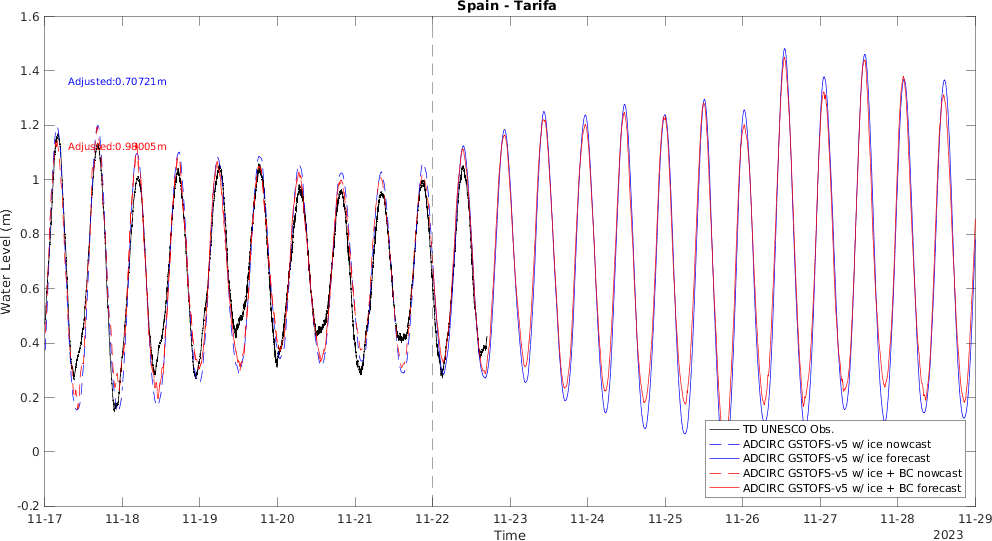 Spain - Tarifa
1.6
1.4
1.2
1
0.8
0.6
0.4
0.2
0
-0.2
Water Level (m)
Adjusted:0.70721m
Adjusted:0.98005m
TD UNESCO Obs.
ADCIRC GSTOFS-v5 w/ ice nowcast
ADCIRC GSTOFS-v5 w/ ice forecast
ADCIRC GSTOFS-v5 w/ ice + BC nowcast
ADCIRC GSTOFS-v5 w/ ice + BC forecast
11-17 11-18 11-19 11-20 11-21 11-22 11-23 11-24 11-25 11-26 11-27 11-28 11-29
Time
2023